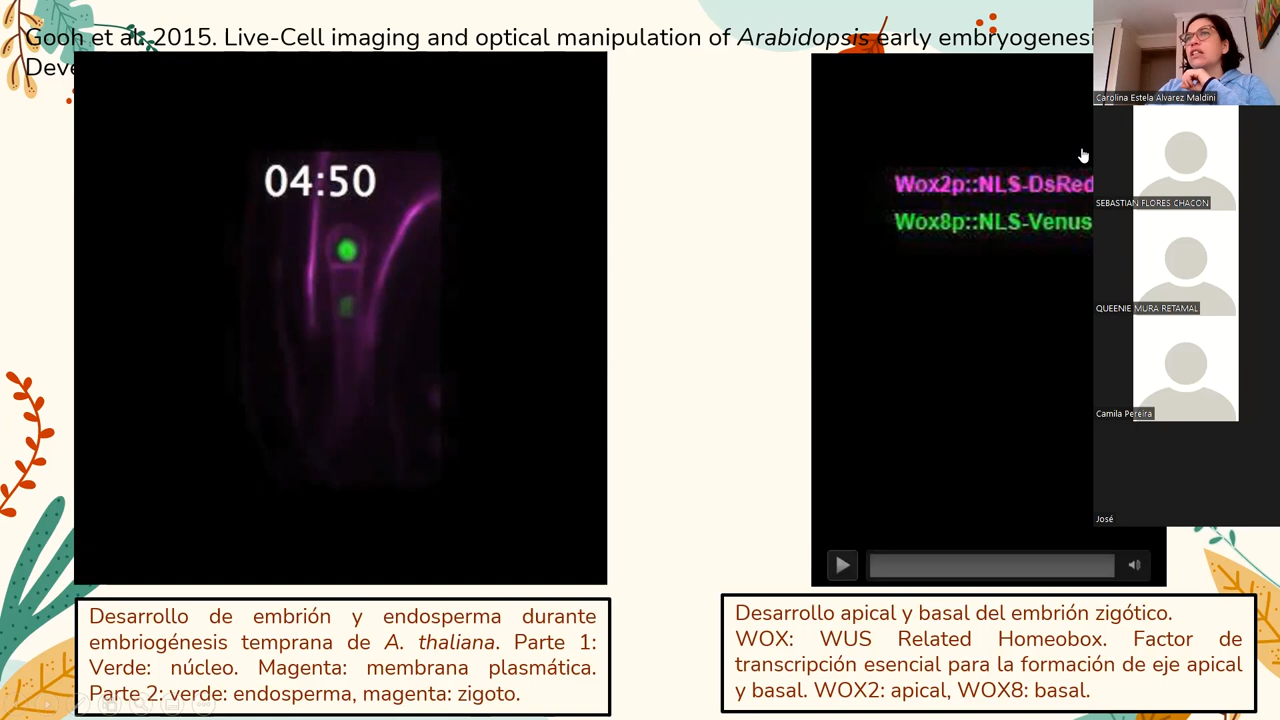 Gooh et al. 2015. Live-Cell imaging and optical manipulation of Arabidopsis early embryogenesi
Deve
04:50
Wox2p::NLS-DsRed
Wox8p::NLS-Venus
Carolina Estela Alvarez Maldini
SEBASTIAN FLORES CHACON
QUEENIE MURA RETAMAL
Camila Pereira
José
Desarrollo de embrión y endosperma durante
embriogénesis temprana de A. thaliana. Parte 1:
Verde: núcleo. Magenta: membrana plasmática.
Parte 2: verde: endosperma, magenta: zigoto.
Desarrollo apical y basal del embrión zigótico.
WOX: WUS Related Homeobox. Factor de
transcripción esencial para la formación de eje apical
y basal. WOX2: apical, WOX8: basal.